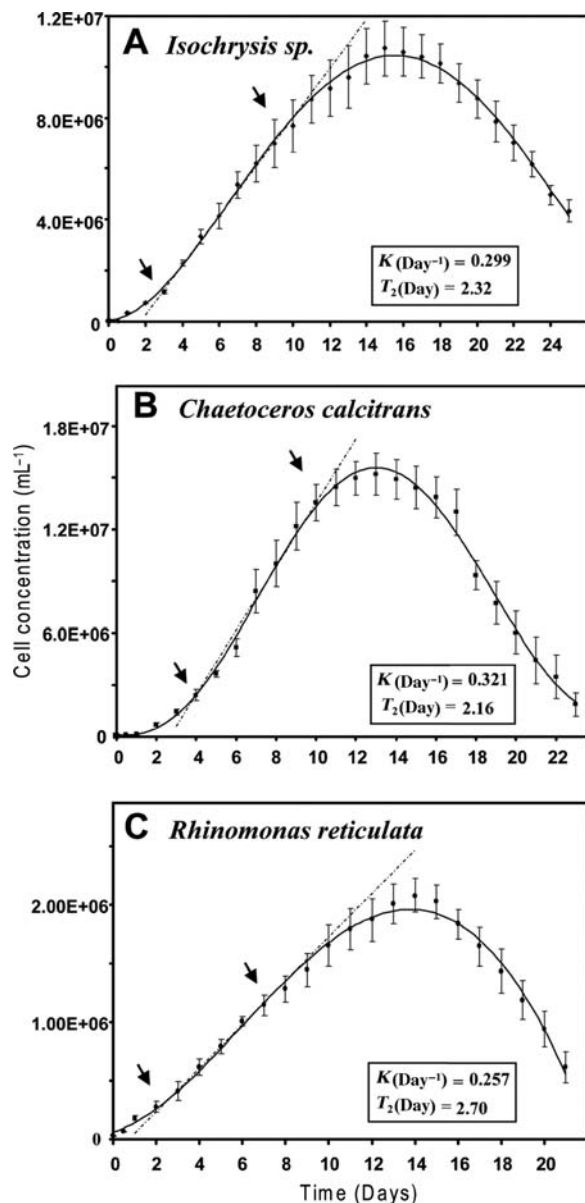 A Isochrysis sp.
1.2E+07
8.0E+06
4.0E+06
0
K (Day⁻¹) = 0.299
T₂(Day) = 2.32
0 2 4 6 8 10 12 14 16 18 20 22 24
B Chaetoceros calcitrans
1.8E+07
1.2E+07
6.0E+06
0
Cell concentration (mL⁻¹)
K (Day⁻¹) = 0.321
T₂(Day) = 2.16
0 2 4 6 8 10 12 14 16 18 20 22
C Rhinomonas reticulata
2.00E+06
1.00E+06
0
K (Day⁻¹) = 0.257
T₂(Day) = 2.70
0 2 4 6 8 10 12 14 16 18 20
Time (Days)